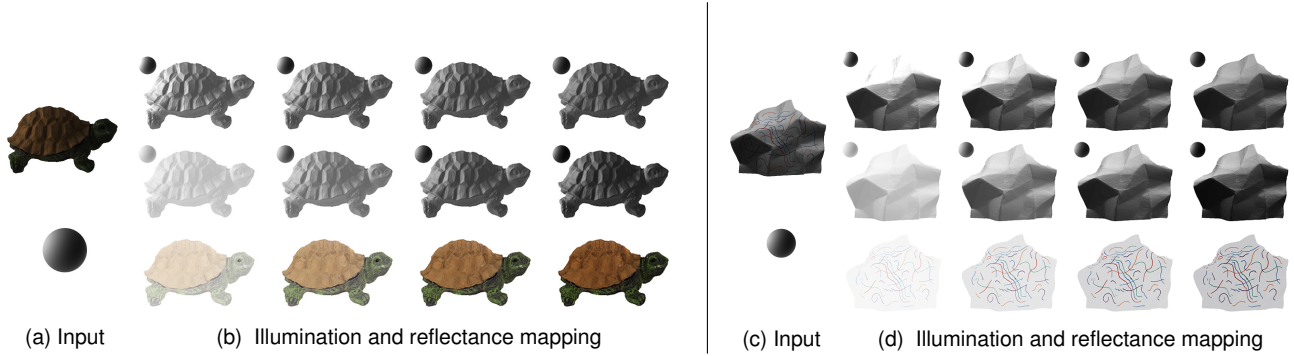 (a) Input
(b) Illumination and reflectance mapping
(c) Input
(d) Illumination and reflectance mapping